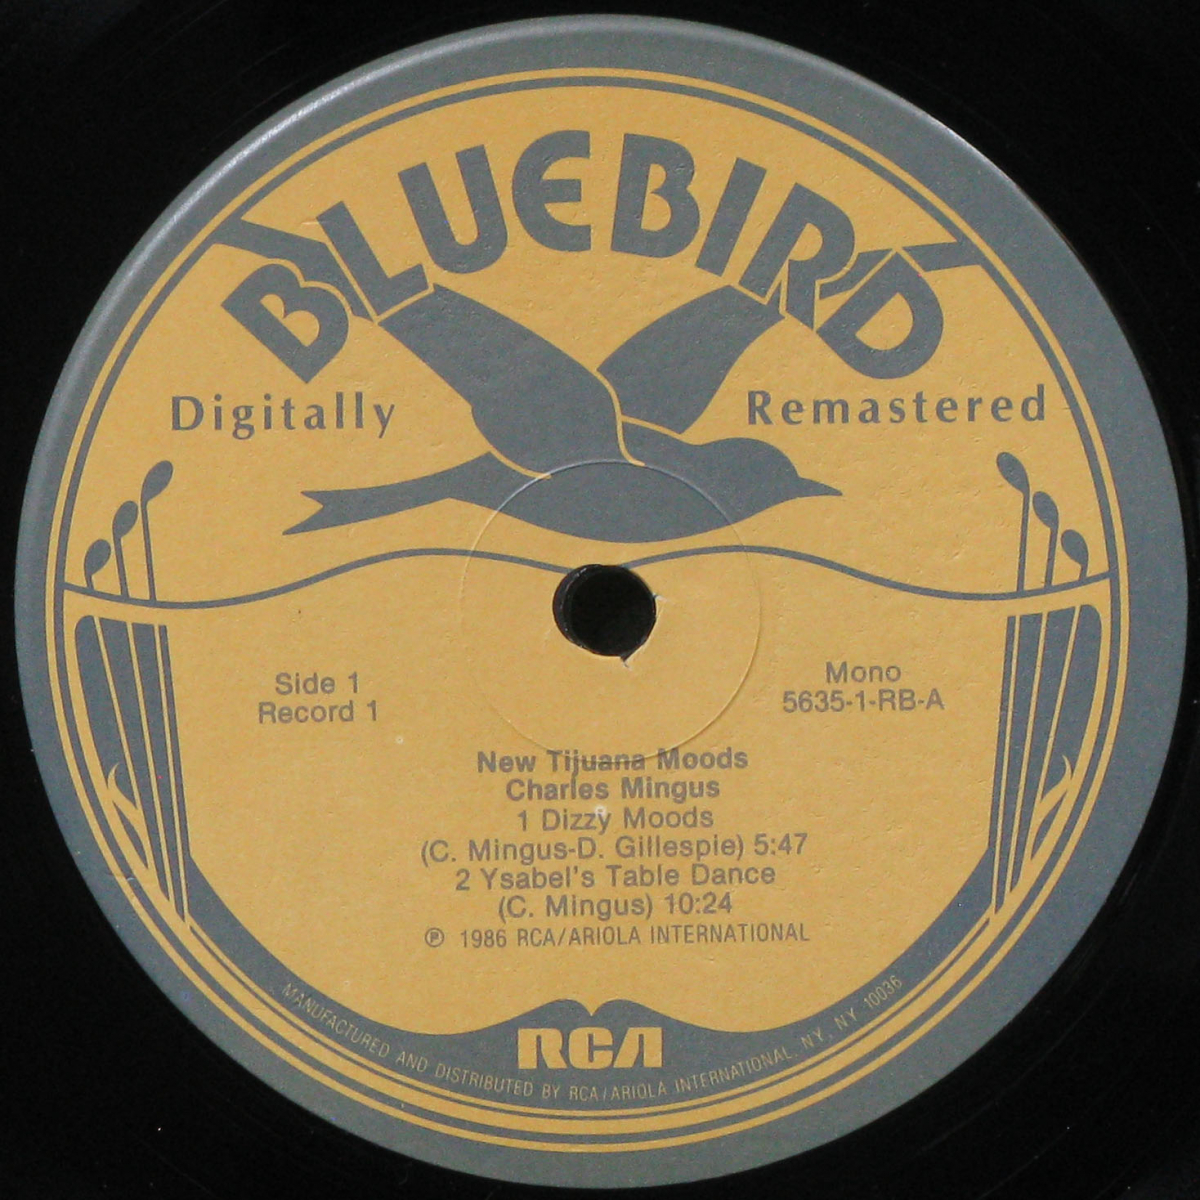 BLUEBIRD
Digitally Remastered
Side 1
Record 1
Mono
5635-1-RB-A
New Tijuana Moods
Charles Mingus
1 Dizzy Moods
(C. Mingus-D. Gillespie) 5:47
2 Ysabel's Table Dance
(C. Mingus) 10:24
℗ 1986 RCA/ARIOLA INTERNATIONAL
RCA
MANUFACTURED AND DISTRIBUTED BY RCA/ARIOLA INTERNATIONAL. NY, NY 10036